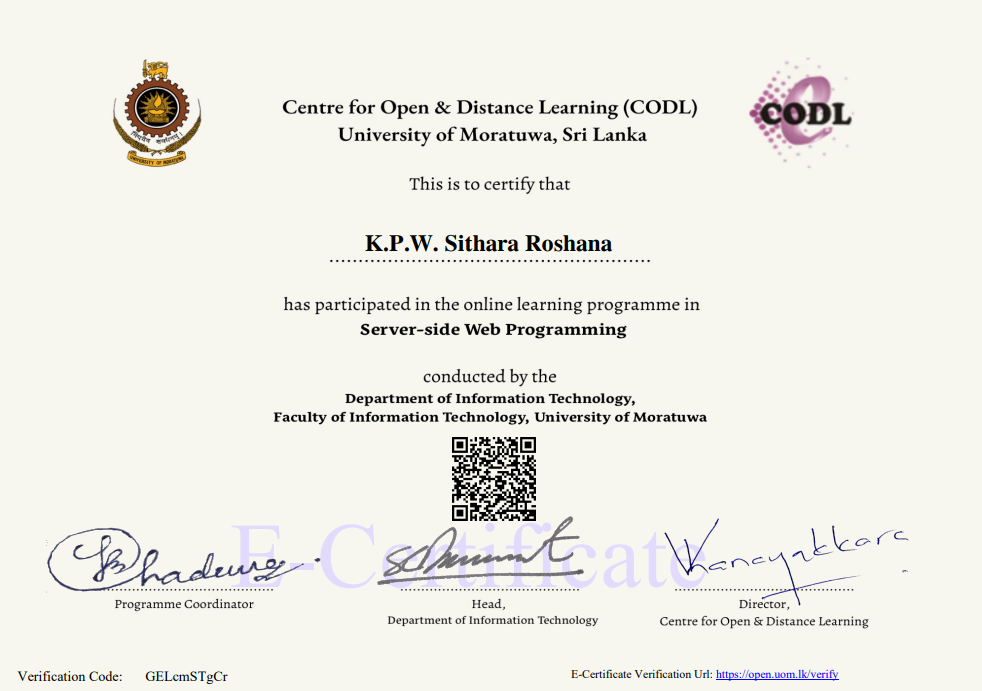 Centre for Open & Distance Learning (CODL)
University of Moratuwa, Sri Lanka
CODL
UNIVERSITY OF MORATUWA
This is to certify that
K.P.W. Sithara Roshana
has participated in the online learning programme in
Server-side Web Programming
conducted by the
Department of Information Technology,
Faculty of Information Technology, University of Moratuwa
E-Certificate
Programme Coordinator
Head,
Department of Information Technology
Director,
Centre for Open & Distance Learning
Verification Code: GELcmSTgCr
E-Certificate Verification Url: https://open.uom.lk/verify